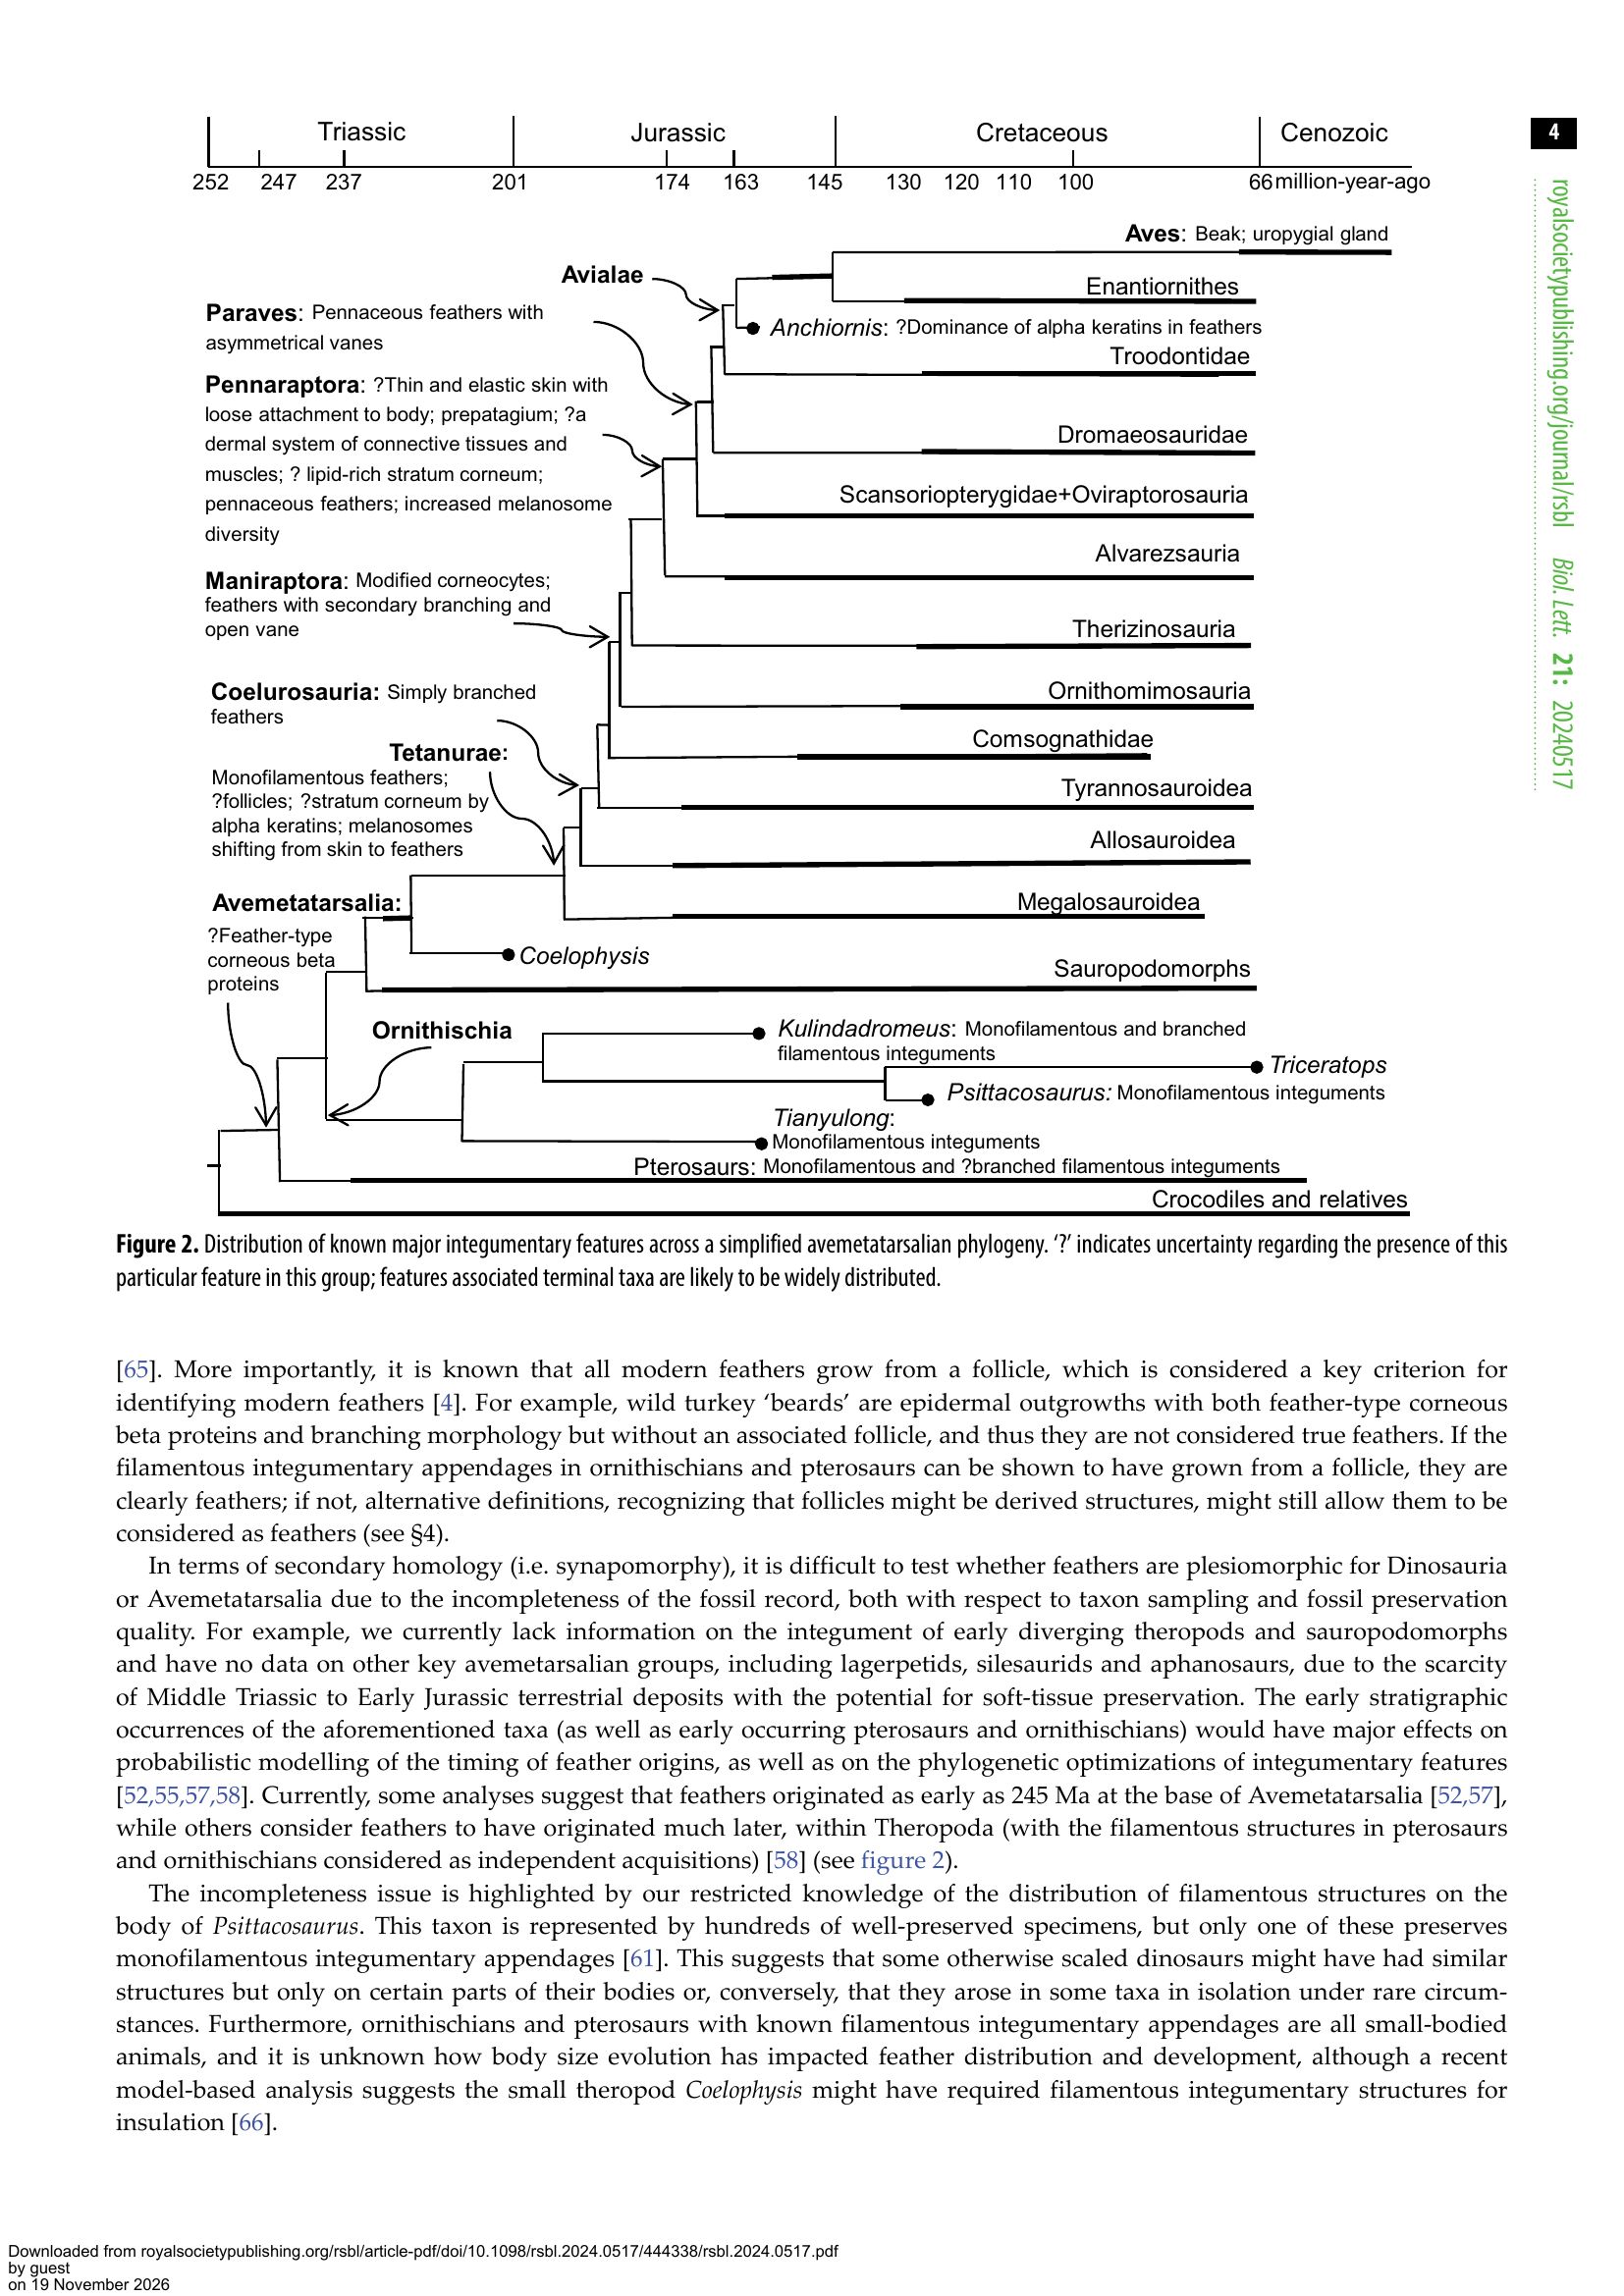 Triassic Jurassic Cretaceous Cenozoic
252 247 237 201 174 163 145 130 120 110 100 66 million-year-ago
4
royalsocietypublishing.org/journal/rsbl Biol. Lett. 21: 20240517
Aves: Beak; uropygial gland
Avialae
Enantiornithes
Paraves: Pennaceous feathers with
asymmetrical vanes
Anchiornis: ?Dominance of alpha keratins in feathers
Troodontidae
Pennaraptora: ?Thin and elastic skin with
loose attachment to body; prepatagium; ?a
dermal system of connective tissues and
muscles; ? lipid-rich stratum corneum;
pennaceous feathers; increased melanosome
diversity
Dromaeosauridae
Scansoriopterygidae+Oviraptorosauria
Alvarezsauria
Maniraptora: Modified corneocytes;
feathers with secondary branching and
open vane
Therizinosauria
Coelurosauria: Simply branched
feathers
Ornithomimosauria
Comsognathidae
Tetanurae:
Monofilamentous feathers;
?follicles; ?stratum corneum by
alpha keratins; melanosomes
shifting from skin to feathers
Tyrannosauroidea
Allosauroidea
Avemetatarsalia:
?Feather-type
corneous beta
proteins
Megalosauroidea
Coelophysis
Sauropodomorphs
Ornithischia
Kulindadromeus: Monofilamentous and branched
filamentous integuments
Triceratops
Psittacosaurus: Monofilamentous integuments
Tianyulong:
Monofilamentous integuments
Pterosaurs: Monofilamentous and ?branched filamentous integuments
Crocodiles and relatives
Figure 2. Distribution of known major integumentary features across a simplified avemetatarsalian phylogeny. ‘?’ indicates uncertainty regarding the presence of this
particular feature in this group; features associated terminal taxa are likely to be widely distributed.
[65]. More importantly, it is known that all modern feathers grow from a follicle, which is considered a key criterion for
identifying modern feathers [4]. For example, wild turkey ‘beards’ are epidermal outgrowths with both feather-type corneous
beta proteins and branching morphology but without an associated follicle, and thus they are not considered true feathers. If the
filamentous integumentary appendages in ornithischians and pterosaurs can be shown to have grown from a follicle, they are
clearly feathers; if not, alternative definitions, recognizing that follicles might be derived structures, might still allow them to be
considered as feathers (see §4).
In terms of secondary homology (i.e. synapomorphy), it is difficult to test whether feathers are plesiomorphic for Dinosauria
or Avemetatarsalia due to the incompleteness of the fossil record, both with respect to taxon sampling and fossil preservation
quality. For example, we currently lack information on the integument of early diverging theropods and sauropodomorphs
and have no data on other key avemetarsalian groups, including lagerpetids, silesaurids and aphanosaurs, due to the scarcity
of Middle Triassic to Early Jurassic terrestrial deposits with the potential for soft-tissue preservation. The early stratigraphic
occurrences of the aforementioned taxa (as well as early occurring pterosaurs and ornithischians) would have major effects on
probabilistic modelling of the timing of feather origins, as well as on the phylogenetic optimizations of integumentary features
[52,55,57,58]. Currently, some analyses suggest that feathers originated as early as 245 Ma at the base of Avemetatarsalia [52,57],
while others consider feathers to have originated much later, within Theropoda (with the filamentous structures in pterosaurs
and ornithischians considered as independent acquisitions) [58] (see figure 2).
The incompleteness issue is highlighted by our restricted knowledge of the distribution of filamentous structures on the
body of Psittacosaurus. This taxon is represented by hundreds of well-preserved specimens, but only one of these preserves
monofilamentous integumentary appendages [61]. This suggests that some otherwise scaled dinosaurs might have had similar
structures but only on certain parts of their bodies or, conversely, that they arose in some taxa in isolation under rare circum-
stances. Furthermore, ornithischians and pterosaurs with known filamentous integumentary appendages are all small-bodied
animals, and it is unknown how body size evolution has impacted feather distribution and development, although a recent
model-based analysis suggests the small theropod Coelophysis might have required filamentous integumentary structures for
insulation [66].
Downloaded from royalsocietypublishing.org/rsbl/article-pdf/doi/10.1098/rsbl.2024.0517/444338/rsbl.2024.0517.pdf
by guest
on 19 November 2026